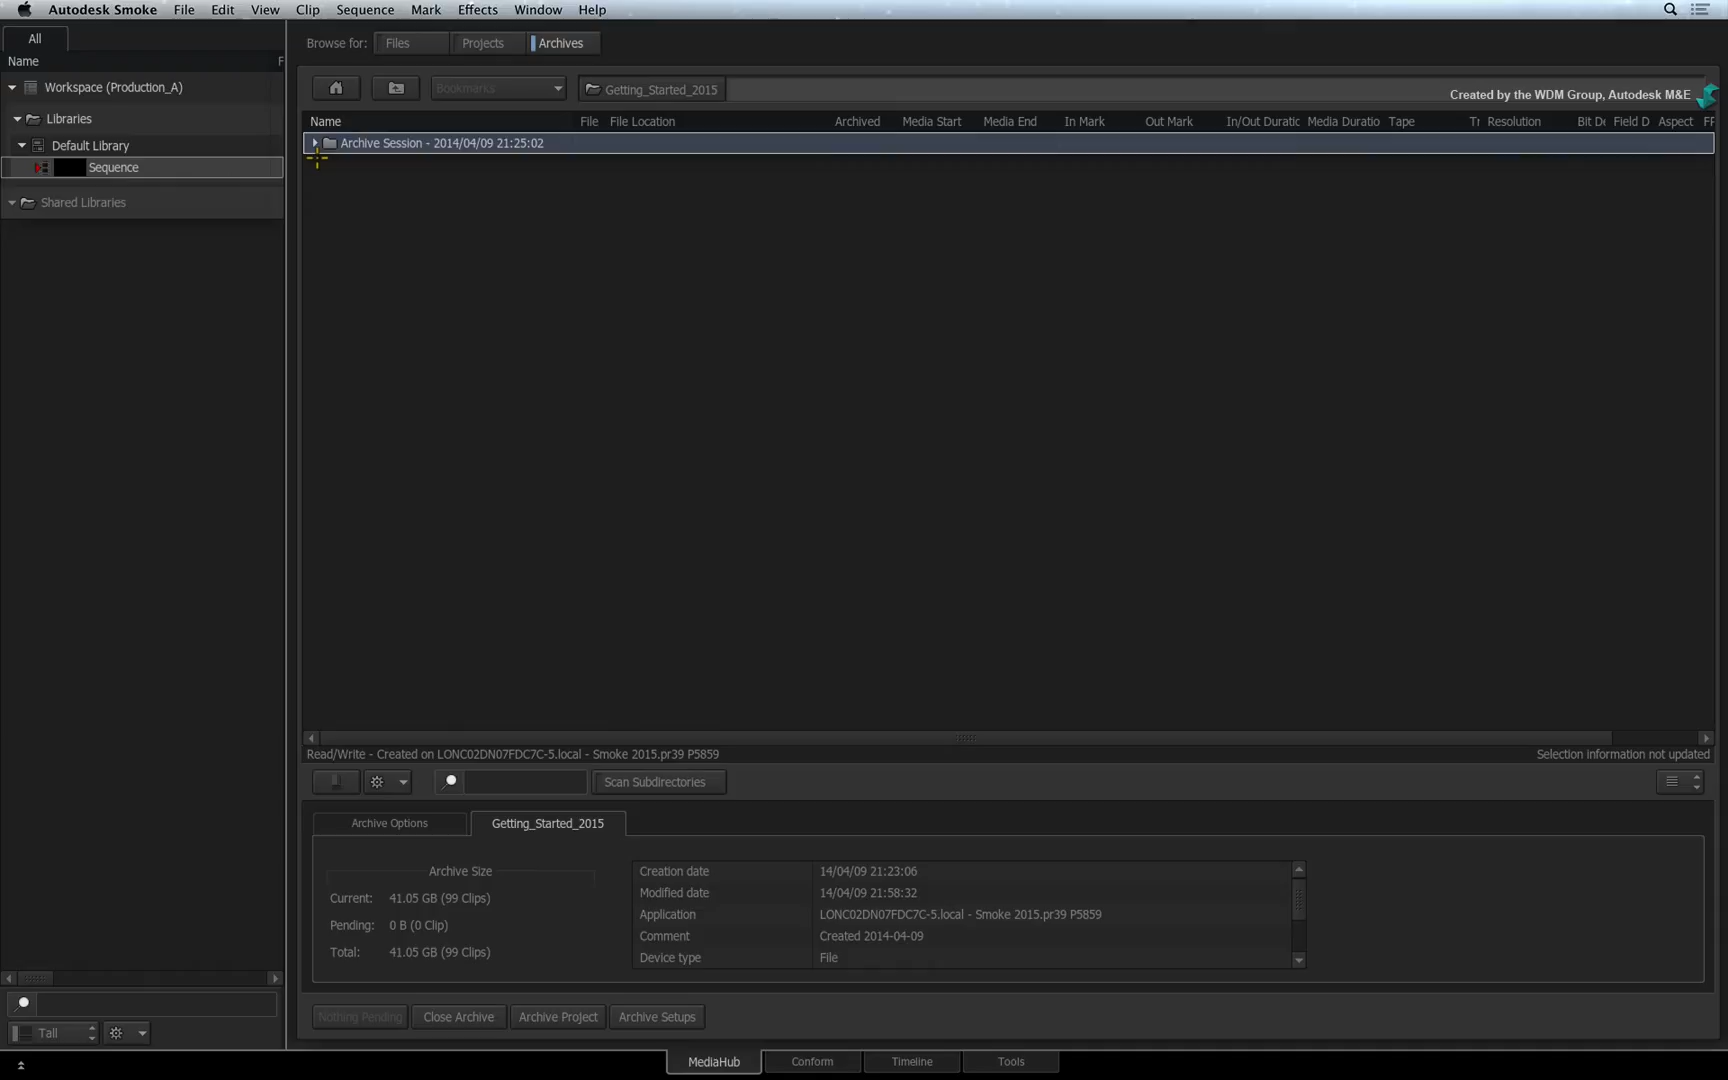 Autodesk Smoke File Edit View Clip Sequence Mark Effects Window Help
All
Name F
Workspace (Production_A)
Libraries
Default Library
Sequence
Shared Libraries
Tall
Browse for: Files Projects Archives
Bookmarks Getting_Started_2015
Created by the WDM Group, Autodesk M&E
Name File File Location Archived Media Start Media End In Mark Out Mark In/Out Duratic Media Duratio Tape Tr Resolution Bit De Field D Aspect FF
Archive Session - 2014/04/09 21:25:02
Read/Write - Created on LONC02DN07FDC7C-5.local - Smoke 2015.pr39 P5859 Selection information not updated
Scan Subdirectories
Archive Options Getting_Started_2015
Archive Size
Current: 41.05 GB (99 Clips)
Pending: 0 B (0 Clip)
Total: 41.05 GB (99 Clips)
Creation date 14/04/09 21:23:06
Modified date 14/04/09 21:58:32
Application LONC02DN07FDC7C-5.local - Smoke 2015.pr39 P5859
Comment Created 2014-04-09
Device type File
Nothing Pending Close Archive Archive Project Archive Setups
MediaHub Conform Timeline Tools